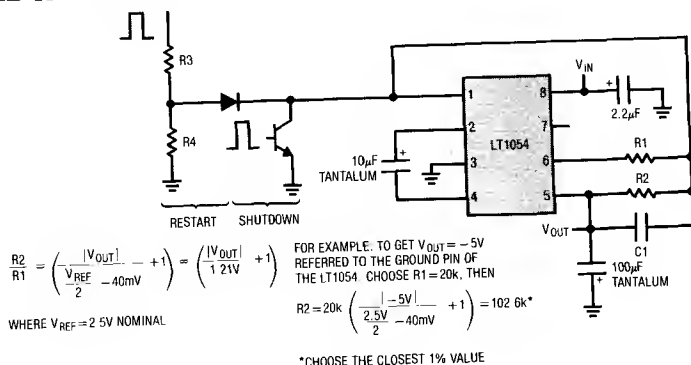 R3
R4
RESTART
SHUTDOWN
10µF
TANTALUM
1
2
3
4
LT1054
8
7
6
5
VIN
2.2µF
R1
R2
VOUT
C1
100µF
TANTALUM
R2/R1 = (|VOUT| / (VREF/2 −40mV) +1) ≈ (|VOUT| / 1 21V +1)
WHERE VREF=2 5V NOMINAL
FOR EXAMPLE. TO GET VOUT= −5V
REFERRED TO THE GROUND PIN OF
THE LT1054. CHOOSE R1=20k, THEN
R2=20k (|−5V| / (2.5V/2 −40mV) +1) =102 6k*
*CHOOSE THE CLOSEST 1% VALUE